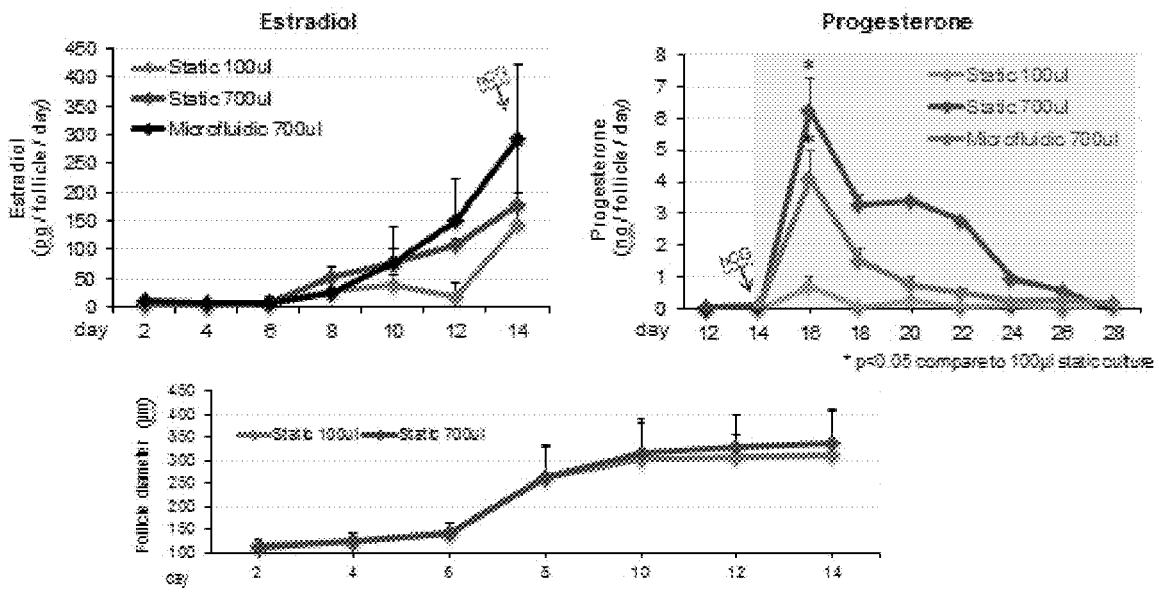 Estradiol
450
400
350
300
250
200
150
100
50
0
Estradiol
(pg / follicle / day)
Static 100ul
Static 700ul
Microfluidic 700ul
hCG
day 2 4 6 8 10 12 14
Progesterone
8
7
6
5
4
3
2
1
0
Progesterone
(ng / follicle / day)
*
Static 100ul
Static 700ul
Microfluidic 700ul
hCG
day 12 14 16 18 20 22 24 26 28
* p<0.05 compare to 100µl static culture
450
400
350
300
250
200
150
100
Follicle diameter (µm)
Static 100ul Static 700ul
day 2 4 6 8 10 12 14